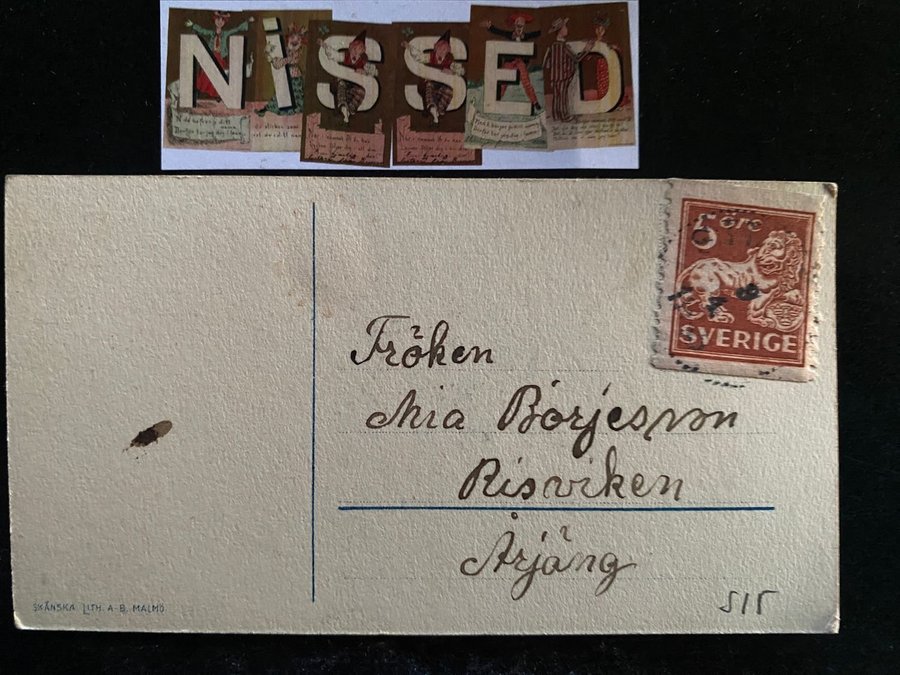 NiSSED
5 öre
SVERIGE
Fröken
Mia Börjesson
Risviken
Årjäng
SKÅNSKA LITH. A-B. MALMÖ
515